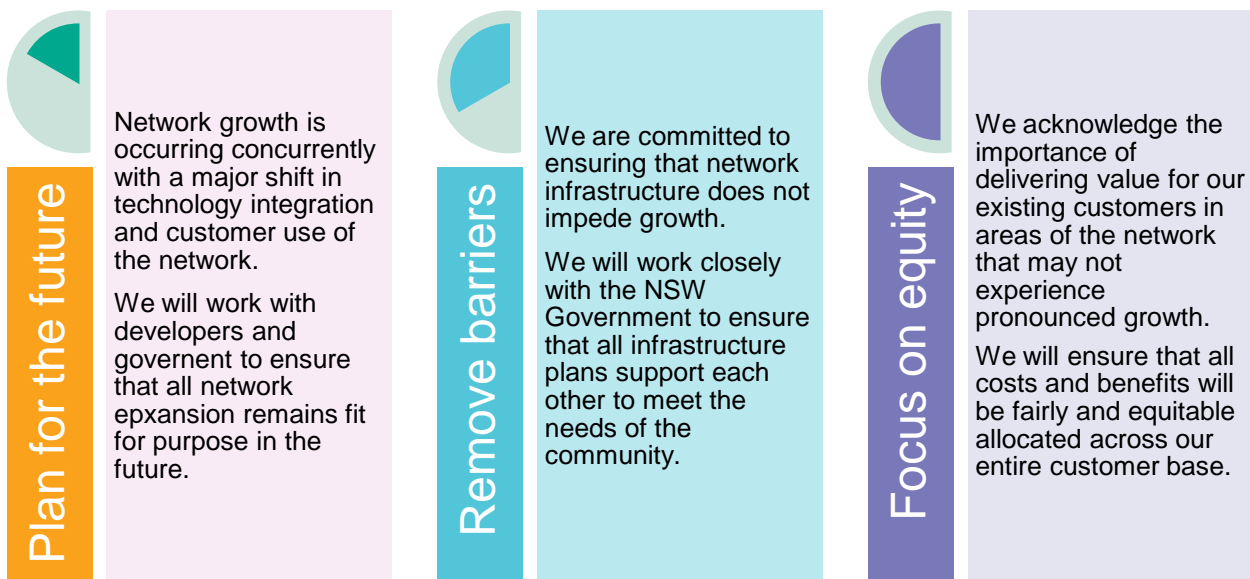 Plan for the future
Network growth is
occurring concurrently
with a major shift in
technology integration
and customer use of
the network.
We will work with
developers and
governent to ensure
that all network
epxansion remains fit
for purpose in the
future.
Remove barriers
We are committed to
ensuring that network
infrastructure does not
impede growth.
We will work closely
with the NSW
Government to ensure
that all infrastructure
plans support each
other to meet the
needs of the
community.
Focus on equity
We acknowledge the
importance of
delivering value for our
existing customers in
areas of the network
that may not
experience
pronounced growth.
We will ensure that all
costs and benefits will
be fairly and equitable
allocated across our
entire customer base.